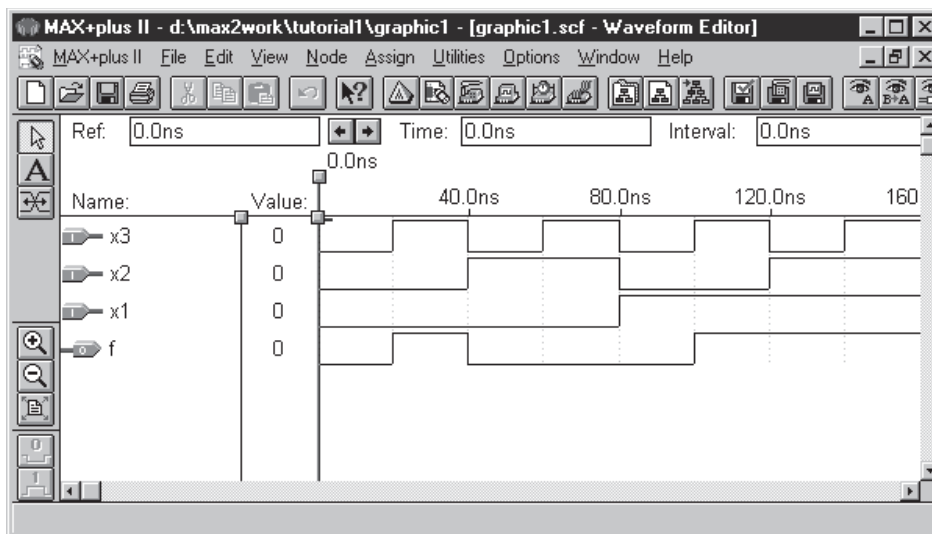 MAX+plus II - d:\max2work\tutorial1\graphic1 - [graphic1.scf - Waveform Editor]
MAX+plus II File Edit View Node Assign Utilities Options Window Help
A B+A
Ref: 0.0ns Time: 0.0ns Interval: 0.0ns
A
0.0ns
Name: Value: 40.0ns 80.0ns 120.0ns 160
x3 0
x2 0
x1 0
f 0
0
1